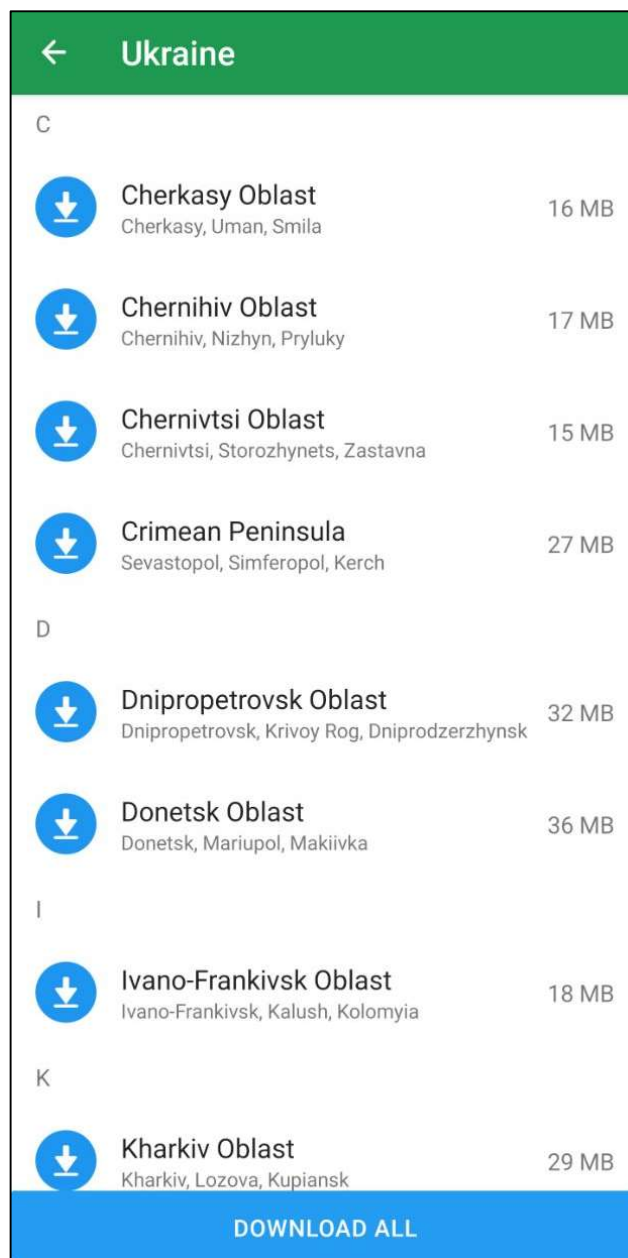 Ukraine
C
Cherkasy Oblast
16 MB
Cherkasy, Uman, Smila
Chernihiv Oblast
17 MB
Chernihiv, Nizhyn, Pryluky
Chernivtsi Oblast
15 MB
Chernivtsi, Storozhynets, Zastavna
Crimean Peninsula
27 MB
Sevastopol, Simferopol, Kerch
D
Dnipropetrovsk Oblast
32 MB
Dnipropetrovsk, Krivoy Rog, Dniprodzerzhynsk
Donetsk Oblast
36 MB
Donetsk, Mariupol, Makiivka
I
Ivano-Frankivsk Oblast
18 MB
Ivano-Frankivsk, Kalush, Kolomyia
K
Kharkiv Oblast
29 MB
Kharkiv, Lozova, Kupiansk
DOWNLOAD ALL